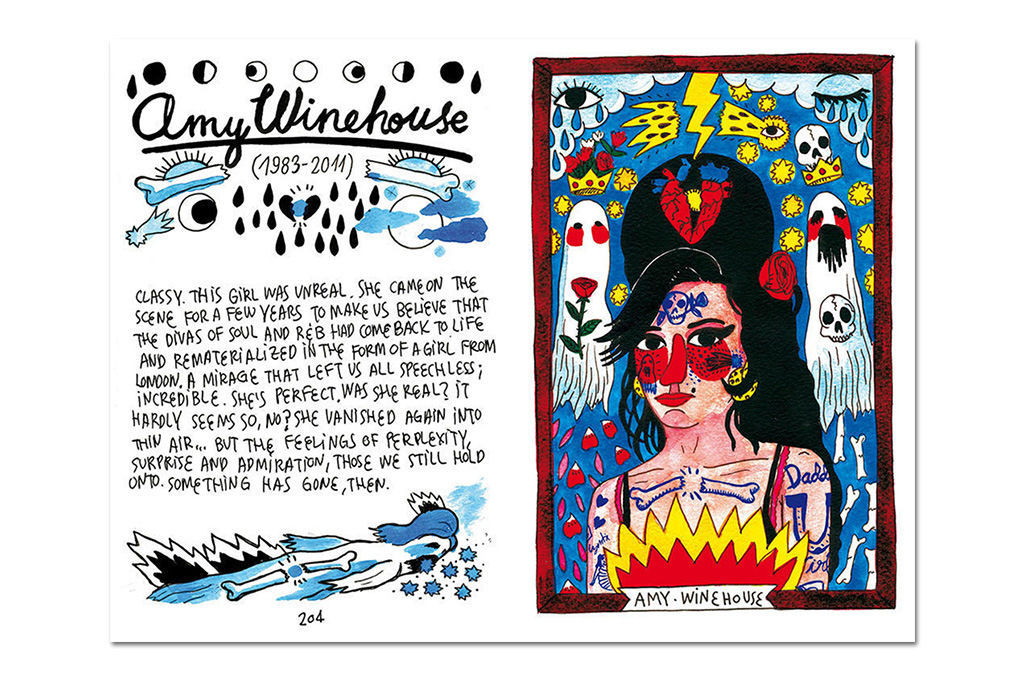 Amy Winehouse
(1983-2011)
CLASSY. THIS GIRL WAS UNREAL. SHE CAME ON THE
SCENE FOR A FEW YEARS TO MAKE US BELIEVE THAT
THE DIVAS OF SOUL AND R&B HAD COME BACK TO LIFE
AND REMATERIALIZED IN THE FORM OF A GIRL FROM
LONDON, A MIRAGE THAT LEFT US ALL SPEECHLESS;
INCREDIBLE. SHE'S PERFECT, WAS SHE REAL? IT
HARDLY SEEMS SO, NO? SHE VANISHED AGAIN INTO
THIN AIR... BUT THE FEELINGS OF PERPLEXITY,
SURPRISE AND ADMIRATION, THOSE WE STILL HOLD
ONTO. SOMETHING HAS GONE, THEN.
204
Dadd
AMY · WINEHOUSE